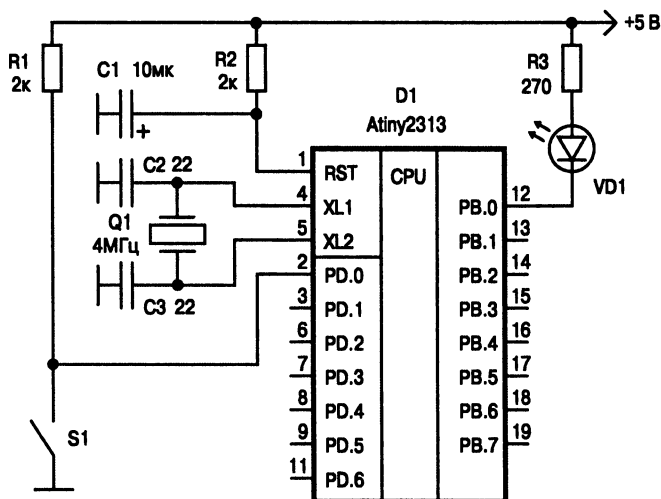 +5 В
R1
2к
C1 10мк
+
R2
2к
R3
270
D1
Atiny2313
VD1
C2 22
Q1
4МГц
C3 22
S1
CPU
1 RST
4 XL1
5 XL2
2 PD.0
3 PD.1
6 PD.2
7 PD.3
8 PD.4
9 PD.5
11 PD.6
PB.0 12
PB.1 13
PB.2 14
PB.3 15
PB.4 16
PB.5 17
PB.6 18
PB.7 19